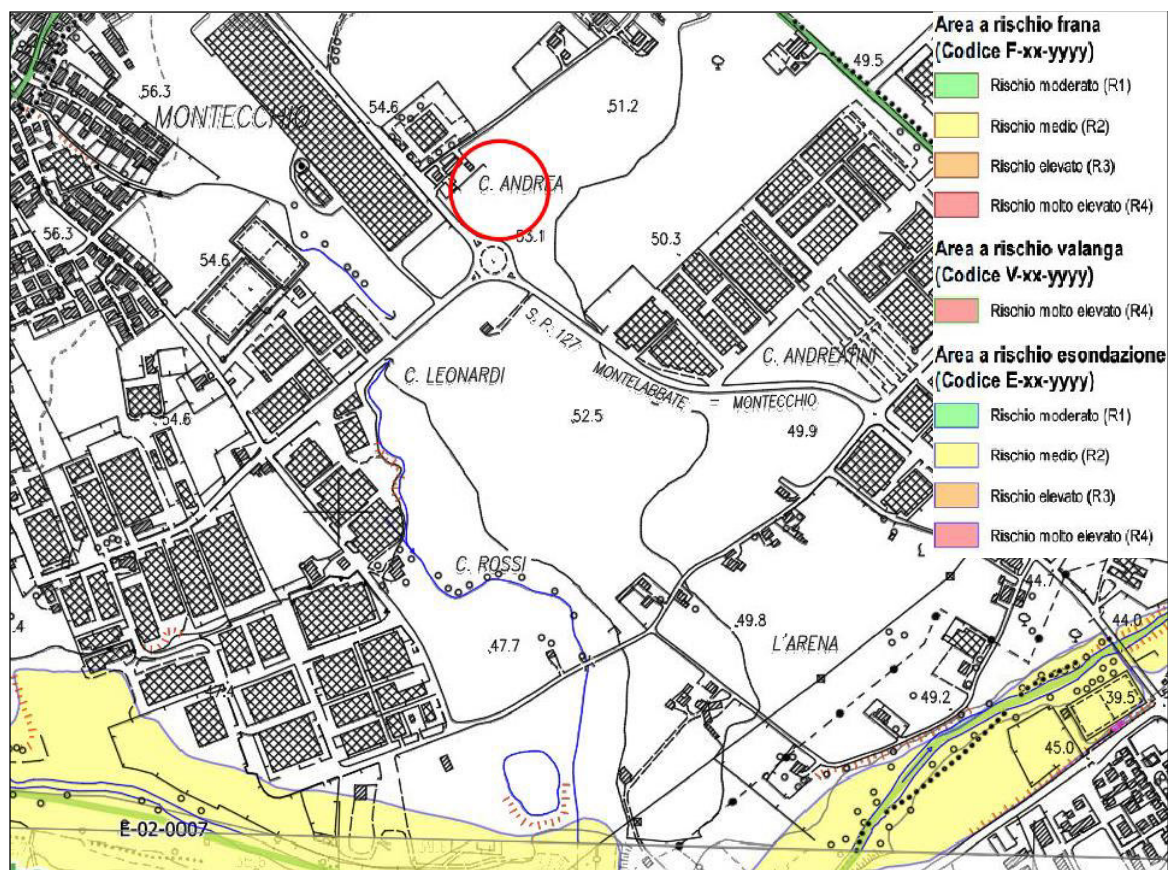 56.3
MONTECCHIO
54.6
51.2
49.5
C. ANDREA
53.1
50.3
56.3
54.6
S. P. 127
MONTELABBATE
MONTECCHIO
C. ANDREATINI
C. LEONARDI
52.5
49.9
54.6
C. ROSSI
47.7
49.8
L'ARENA
44.7
44.0
49.2
39.5
45.0
47.4
E-02-0007
Area a rischio frana
(Codice F-xx-yyyy)
Rischio moderato (R1)
Rischio medio (R2)
Rischio elevato (R3)
Rischio molto elevato (R4)
Area a rischio valanga
(Codice V-xx-yyyy)
Rischio molto elevato (R4)
Area a rischio esondazione
(Codice E-xx-yyyy)
Rischio moderato (R1)
Rischio medio (R2)
Rischio elevato (R3)
Rischio molto elevato (R4)